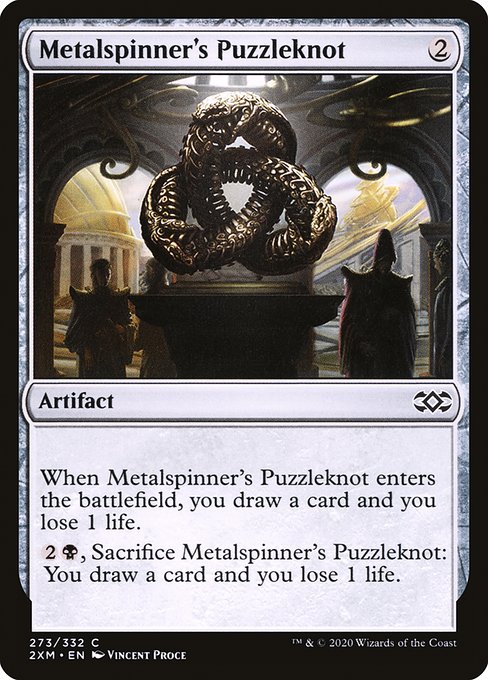 Metalspinner's Puzzleknot 2
Artifact
When Metalspinner's Puzzleknot enters
the battlefield, you draw a card and you
lose 1 life.
2, Sacrifice Metalspinner's Puzzleknot:
You draw a card and you lose 1 life.
273/332 C
™ & © 2020 Wizards of the Coast
2XM • EN Vincent Proce